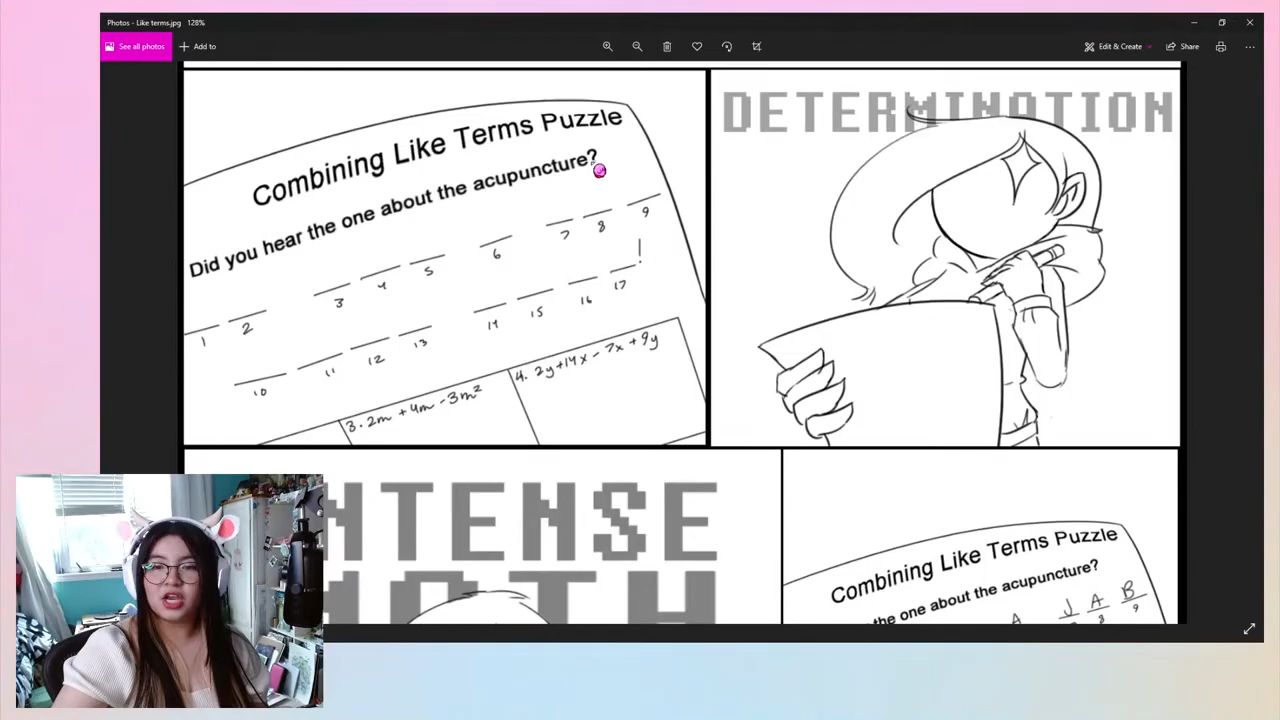 Photos - Like terms.jpg 128%
See all photos
Add to
Edit & Create
Share
Combining Like Terms Puzzle
Did you hear the one about the acupuncture?
1 2 3 4 5 6 7 8 9
10 11 12 13 14 15 16 17 !
3. 2m + 4m - 3m²
4. 2y + 14x - 7x + 9y
DETERMINATION
NTENSE
Combining Like Terms Puzzle
the one about the acupuncture?
A J A B
8 9